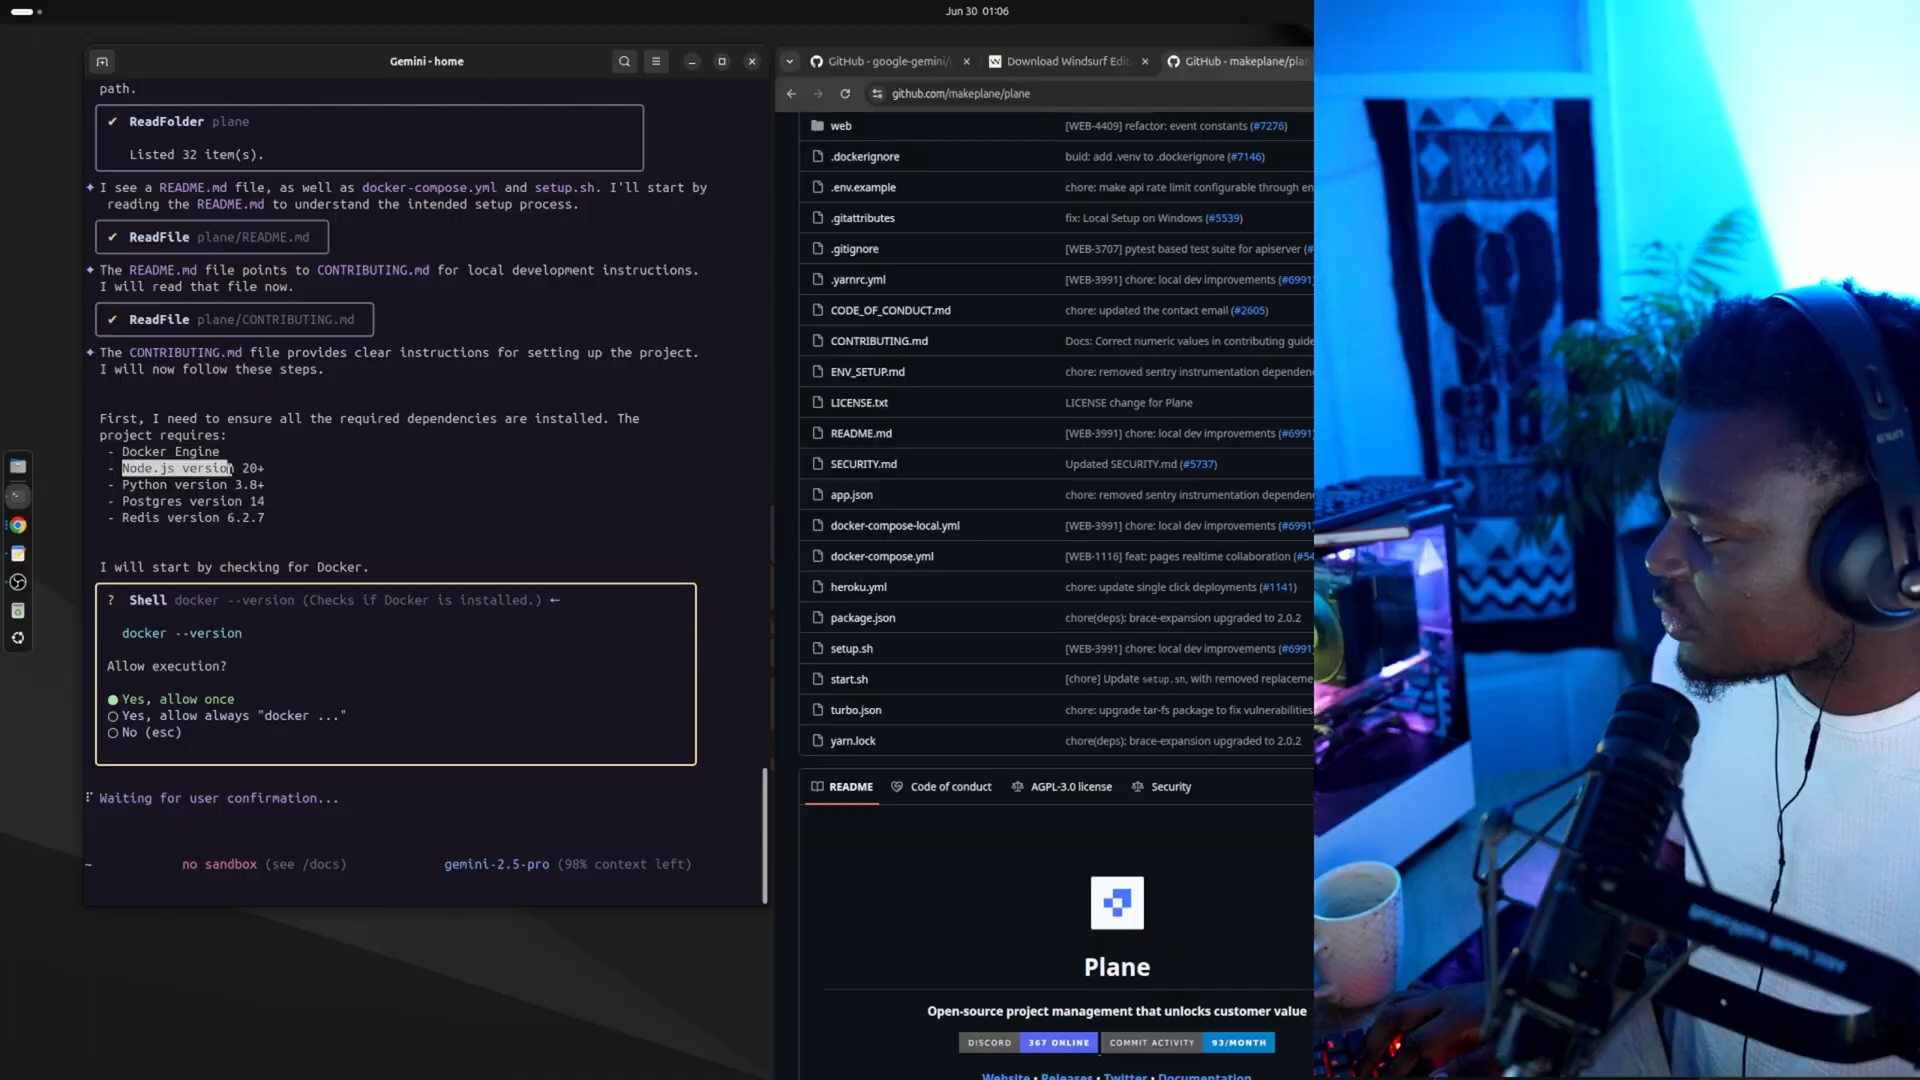 Jun 30 01:06
Gemini - home
path.
✔ ReadFolder plane
Listed 32 item(s).
✦ I see a README.md file, as well as docker-compose.yml and setup.sh. I'll start by
reading the README.md to understand the intended setup process.
✔ ReadFile plane/README.md
✦ The README.md file points to CONTRIBUTING.md for local development instructions.
I will read that file now.
✔ ReadFile plane/CONTRIBUTING.md
✦ The CONTRIBUTING.md file provides clear instructions for setting up the project.
I will now follow these steps.
First, I need to ensure all the required dependencies are installed. The
project requires:
- Docker Engine
- Node.js version 20+
- Python version 3.8+
- Postgres version 14
- Redis version 6.2.7
I will start by checking for Docker.
? Shell docker --version (Checks if Docker is installed.) ←
docker --version
Allow execution?
● Yes, allow once
○ Yes, allow always "docker ..."
○ No (esc)
Waiting for user confirmation...
~ no sandbox (see /docs) gemini-2.5-pro (98% context left)
GitHub - google-gemini/ Download Windsurf Edit GitHub - makeplane/plan
github.com/makeplane/plane
web [WEB-4409] refactor: event constants (#7276)
.dockerignore buid: add .venv to .dockerignore (#7146)
.env.example chore: make api rate limit configurable through en
.gitattributes fix: Local Setup on Windows (#5539)
.gitignore [WEB-3707] pytest based test suite for apiserver (#
.yarnrc.yml [WEB-3991] chore: local dev improvements (#6991)
CODE_OF_CONDUCT.md chore: updated the contact email (#2605)
CONTRIBUTING.md Docs: Correct numeric values in contributing guide
ENV_SETUP.md chore: removed sentry instrumentation dependenc
LICENSE.txt LICENSE change for Plane
README.md [WEB-3991] chore: local dev improvements (#6991)
SECURITY.md Updated SECURITY.md (#5737)
app.json chore: removed sentry instrumentation dependenc
docker-compose-local.yml [WEB-3991] chore: local dev improvements (#6991)
docker-compose.yml [WEB-1116] feat: pages realtime collaboration (#54
heroku.yml chore: update single click deployments (#1141)
package.json chore(deps): brace-expansion upgraded to 2.0.2
setup.sh [WEB-3991] chore: local dev improvements (#6991)
start.sh [chore] Update setup.sh, with removed replaceme
turbo.json chore: upgrade tar-fs package to fix vulnerabilities
yarn.lock chore(deps): brace-expansion upgraded to 2.0.2
README Code of conduct AGPL-3.0 license Security
Plane
Open-source project management that unlocks customer value
DISCORD 367 ONLINE COMMIT ACTIVITY 93/MONTH
Website • Releases • Twitter • Documentation